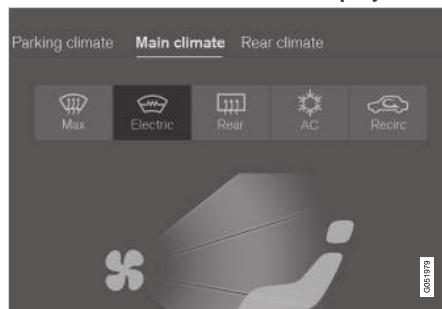 Parking climate Main climate Rear climate
Max Electric Rear AC Recirc
G051979